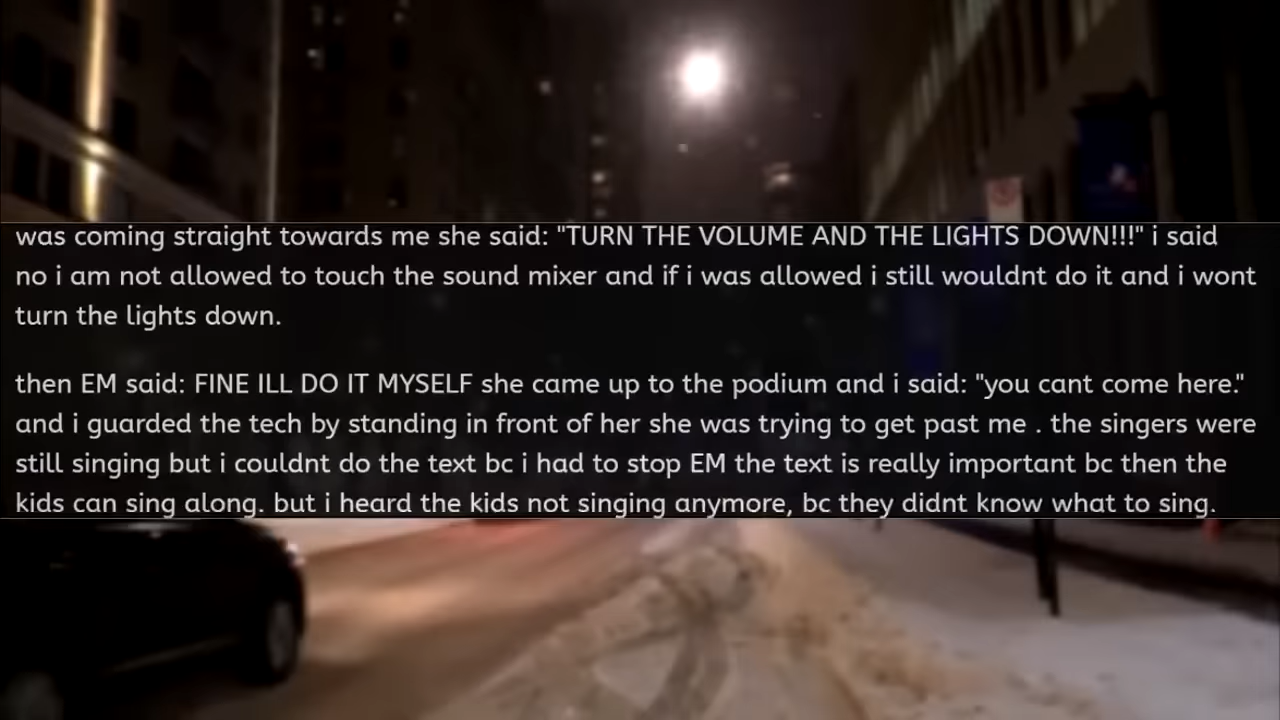 was coming straight towards me she said: "TURN THE VOLUME AND THE LIGHTS DOWN!!!" i said
no i am not allowed to touch the sound mixer and if i was allowed i still wouldnt do it and i wont
turn the lights down.
then EM said: FINE ILL DO IT MYSELF she came up to the podium and i said: "you cant come here."
and i guarded the tech by standing in front of her she was trying to get past me . the singers were
still singing but i couldnt do the text bc i had to stop EM the text is really important bc then the
kids can sing along. but i heard the kids not singing anymore, bc they didnt know what to sing.